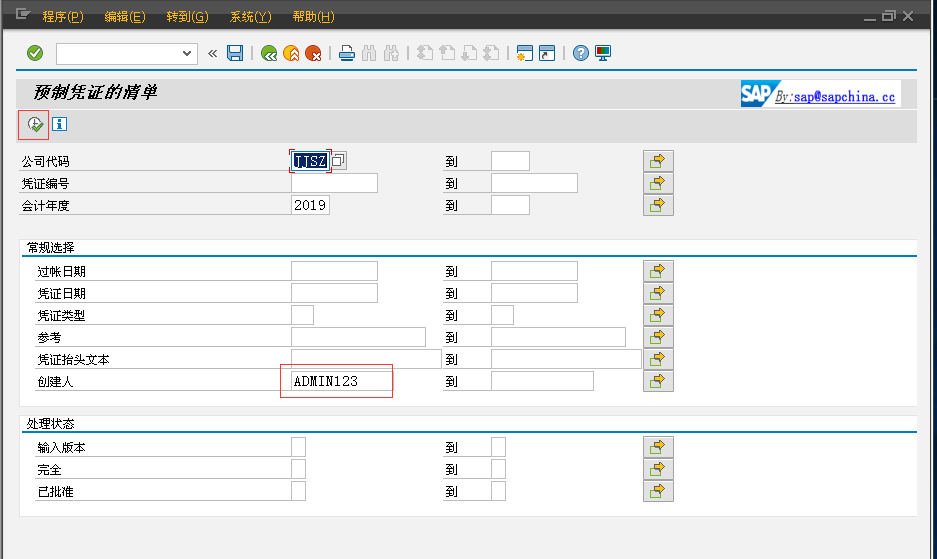 程序(P) 编辑(E) 转到(G) 系统(Y) 帮助(H)
预制凭证的清单
SAP By:sap@sapchina.cc
公司代码 JJSZ 到
凭证编号 到
会计年度 2019 到
常规选择
过帐日期 到
凭证日期 到
凭证类型 到
参考 到
凭证抬头文本 到
创建人 ADMIN123 到
处理状态
输入版本 到
完全 到
已批准 到